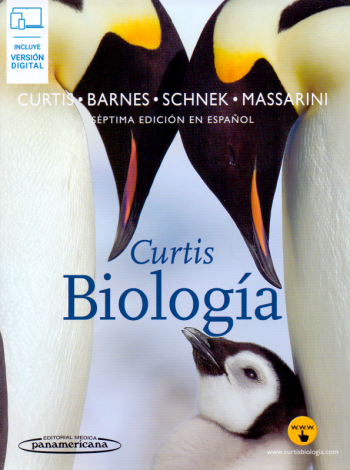 INCLUYE
VERSIÓN
DIGITAL
CURTIS • BARNES • SCHNEK • MASSARINI
SÉPTIMA EDICIÓN EN ESPAÑOL
Curtis
Biología
EDITORIAL MEDICA
panamericana
www.
www.curtisbiologia.com